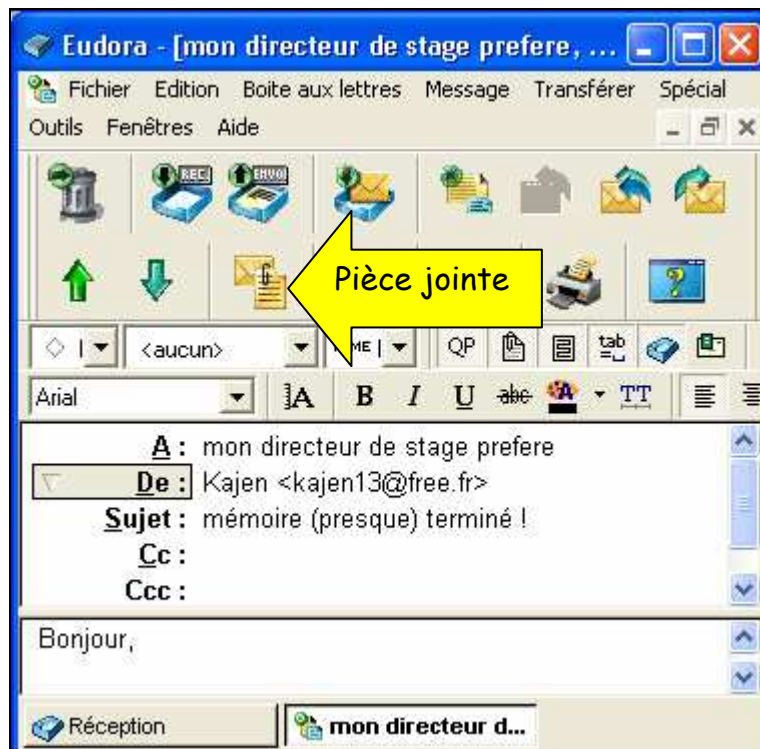 Eudora - [mon directeur de stage prefere, ...
Fichier Edition Boite aux lettres Message Transférer Spécial
Outils Fenêtres Aide
REC. ENVOI
Pièce jointe
<aucun> QP tab
Arial A B I U abc A TT
A : mon directeur de stage prefere
De : Kajen <kajen13@free.fr>
Sujet : mémoire (presque) terminé !
Cc :
Ccc :
Bonjour,
Réception mon directeur d...